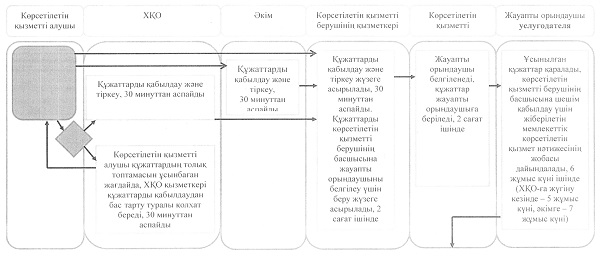 Көрсетілетін
қызметті алушы
ХҚО
Әкім
Көрсетілетін қызметті
берушінің қызметкері
Көрсетілетін
қызметті
Жауапты орындаушы
услугодателя
Құжаттарды қабылдау және
тіркеу, 30 минуттан аспайды
Көрсетілетін қызметті
алушы құжаттардың толық
топтамасын ұсынбаған
жағдайда, ХҚО қызметкері
құжаттарды қабылдаудан
бас тарту туралы қолхат
береді, 30 минуттан
аспайды
Құжаттарды
қабылдау және
тіркеу,
30 минуттан
аспайды
Құжаттарды
қабылдау және
тіркеу жүзеге
асырылады, 30
минуттан
аспайды.
Құжаттарды
көрсетілетін
қызметті
берушінің
басшысына
жауапты
орындаушыны
белгілеу үшін
беру жүзеге
асырылады, 2
сағат ішінде
Жауапты
орындаушы
белгіленеді,
құжаттар
жауапты
орындаушыға
беріледі, 2 сағат
ішінде
Ұсынылған
құжаттар қаралады,
көрсетілетін
қызметті берушінің
басшысына шешім
қабылдау үшін
жіберілетін
мемлекеттік
көрсетілетін
қызмет нәтижесінің
жобасы
дайындалады, 6
жұмыс күні ішінде
(ХҚО-ға жүгіну
кезінде – 5 жұмыс
күні, әкімге – 7
жұмыс күні)